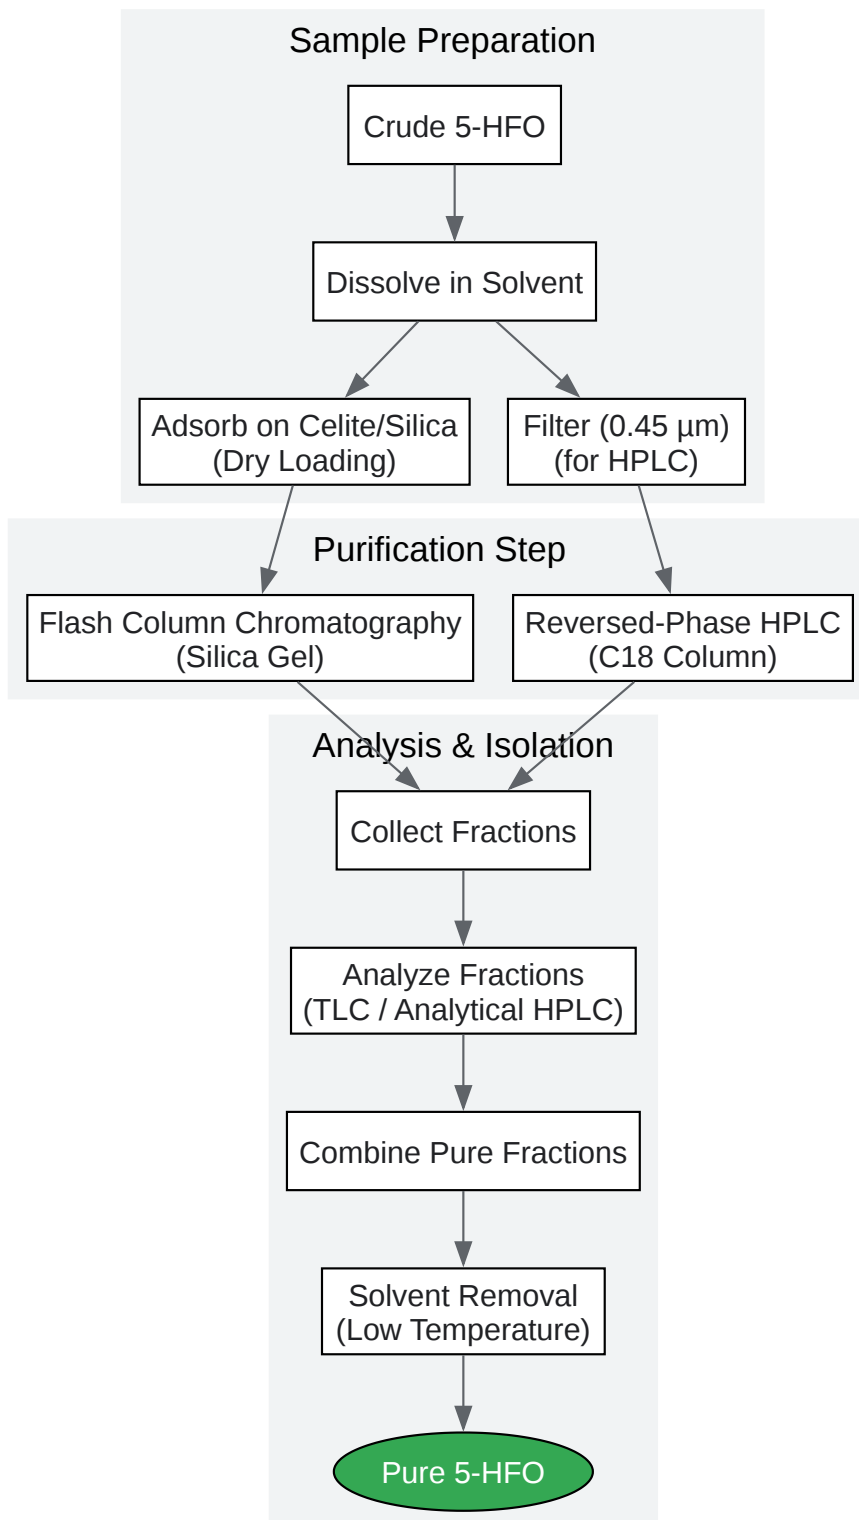 Sample Preparation
Crude 5-HFO
Dissolve in Solvent
Adsorb on Celite/Silica
(Dry Loading)
Filter (0.45 µm)
(for HPLC)
Purification Step
Flash Column Chromatography
(Silica Gel)
Reversed-Phase HPLC
(C18 Column)
Analysis & Isolation
Collect Fractions
Analyze Fractions
(TLC / Analytical HPLC)
Combine Pure Fractions
Solvent Removal
(Low Temperature)
Pure 5-HFO